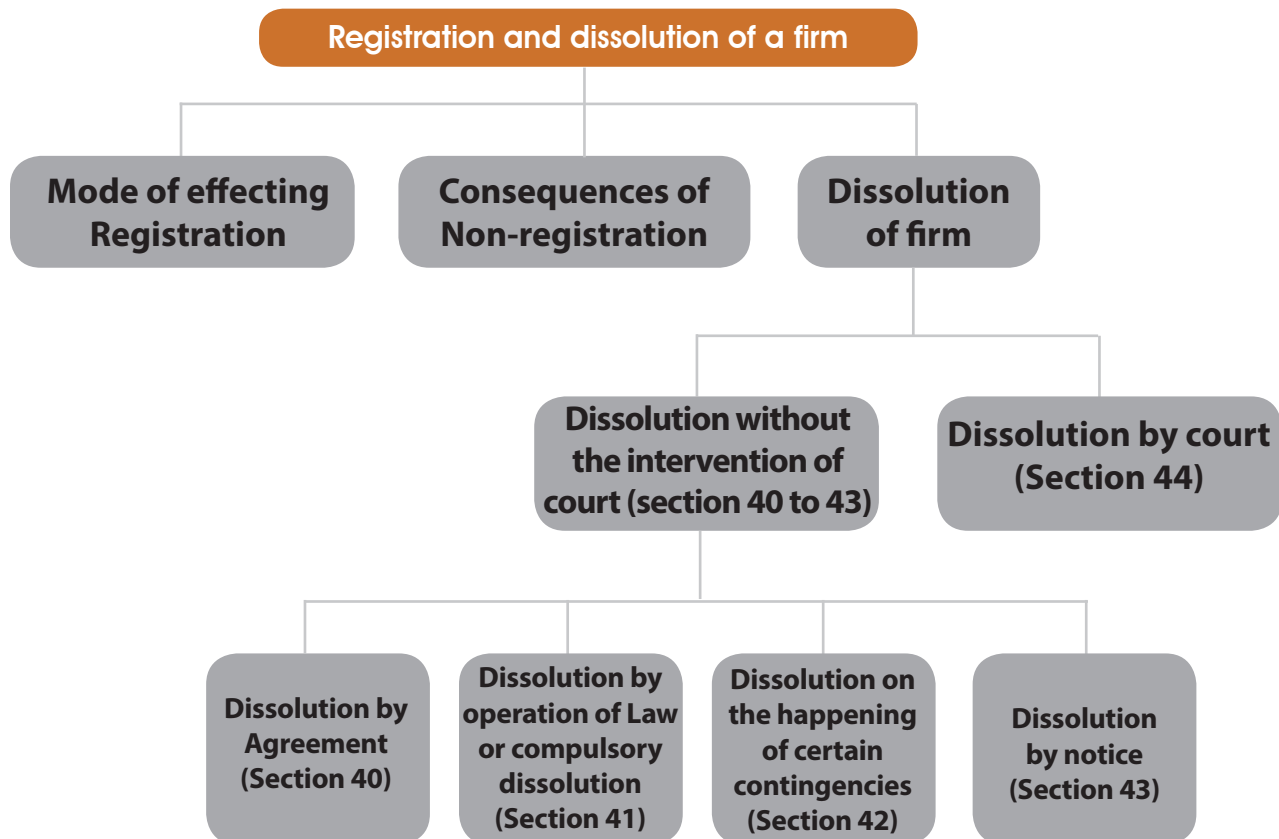 Registration and dissolution of a firm
Mode of effecting
Registration
Consequences of
Non-registration
Dissolution
of firm
Dissolution without
the intervention of
court (section 40 to 43)
Dissolution by court
(Section 44)
Dissolution by
Agreement
(Section 40)
Dissolution by
operation of Law
or compulsory
dissolution
(Section 41)
Dissolution on
the happening
of certain
contingencies
(Section 42)
Dissolution
by notice
(Section 43)